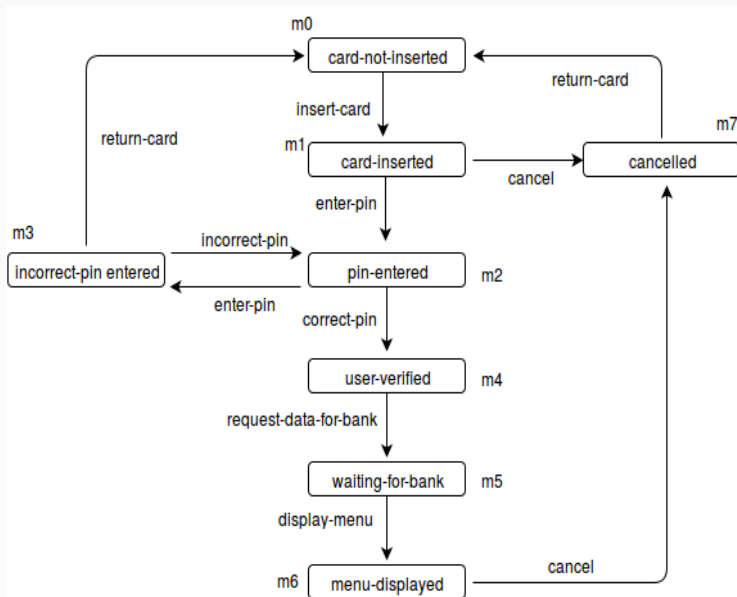 m0
card-not-inserted
return-card
insert-card
m7
return-card
m1
card-inserted
cancelled
cancel
enter-pin
m3
incorrect-pin
incorrect-pin entered
pin-entered
m2
enter-pin
correct-pin
user-verified
m4
request-data-for-bank
waiting-for-bank
m5
display-menu
cancel
m6
menu-displayed